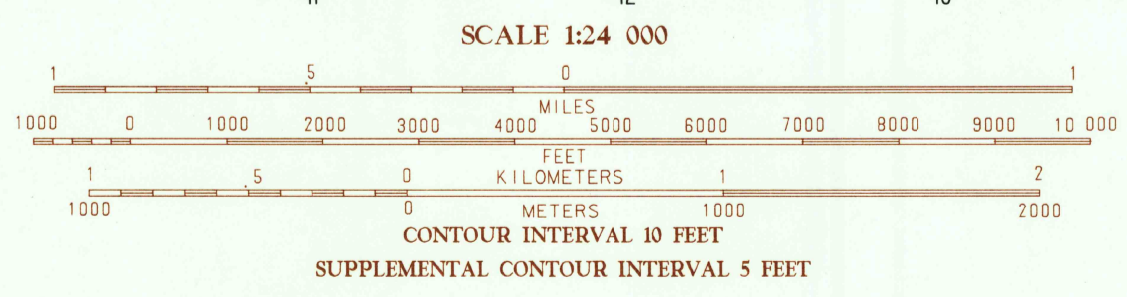 SCALE 1:24 000
1 .5 0 1
MILES
1000 0 1000 2000 3000 4000 5000 6000 7000 8000 9000 10 000
FEET
1 .5 0 KILOMETERS 1 2
1000 0 METERS 1000 2000
CONTOUR INTERVAL 10 FEET
SUPPLEMENTAL CONTOUR INTERVAL 5 FEET